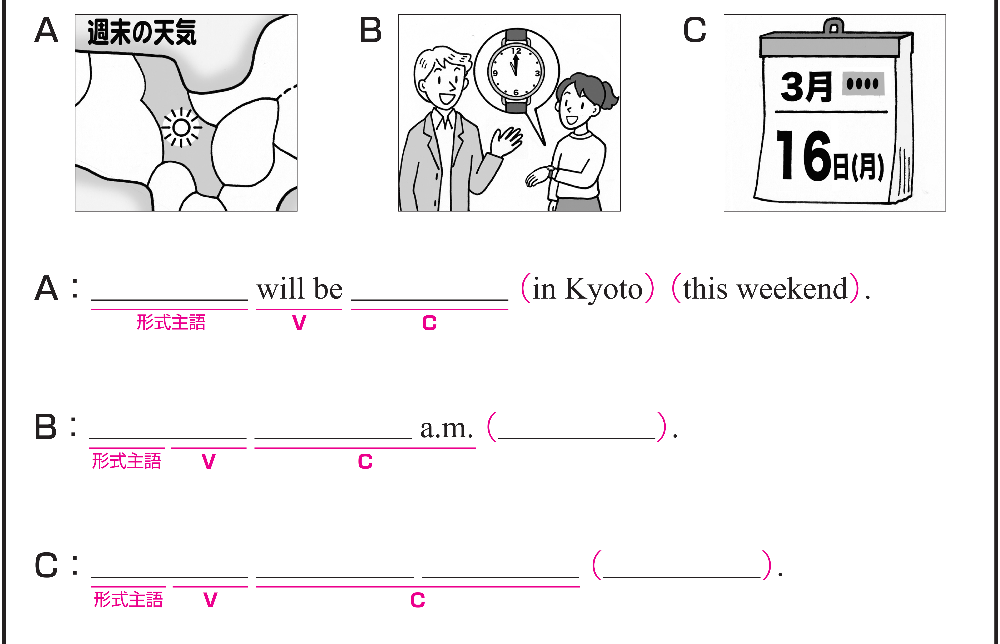 A
週末の天気
B
12
9
3
6
C
3月
16日(月)
A: will be (in Kyoto) (this weekend).
形式主語 V C
B: a.m. ( ).
形式主語 V C
C: ( ).
形式主語 V C